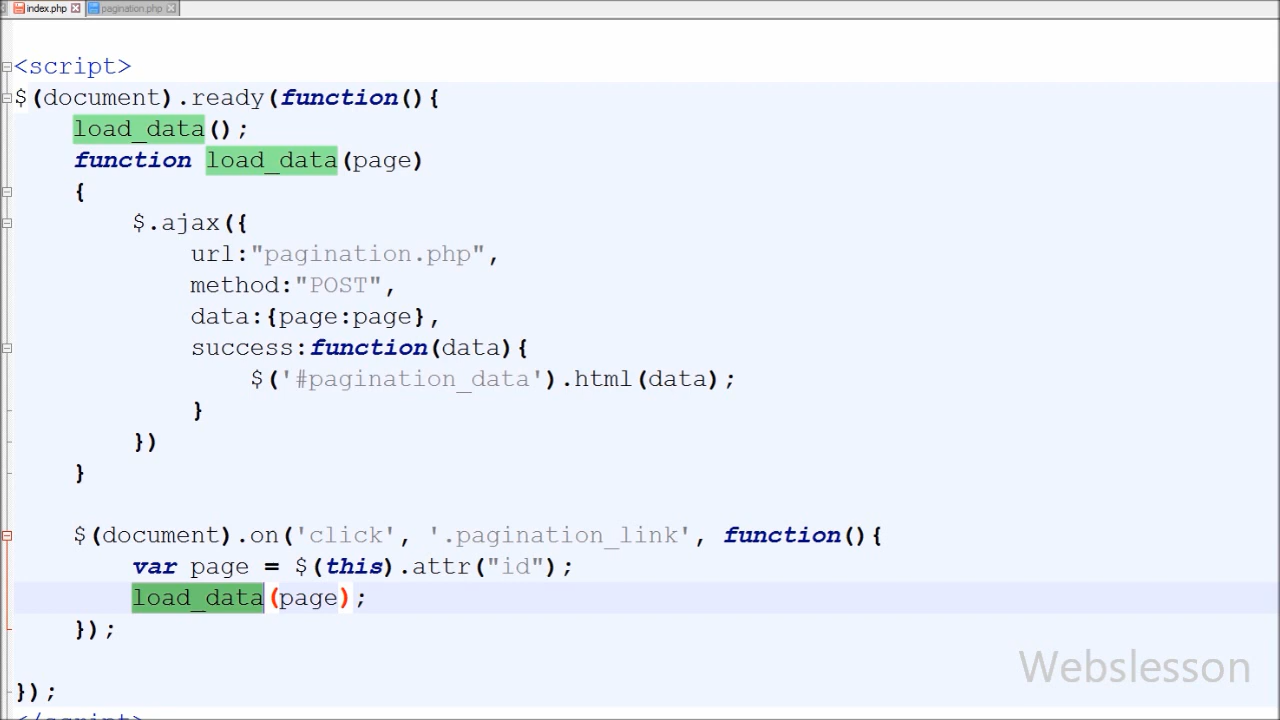 index.php pagination.php
<script>
$(document).ready(function(){
load_data();
function load_data(page)
{
$.ajax({
url:"pagination.php",
method:"POST",
data:{page:page},
success:function(data){
$('#pagination_data').html(data);
}
})
}
$(document).on('click', '.pagination_link', function(){
var page = $(this).attr("id");
load_data(page);
});
Webslesson
});
</script>